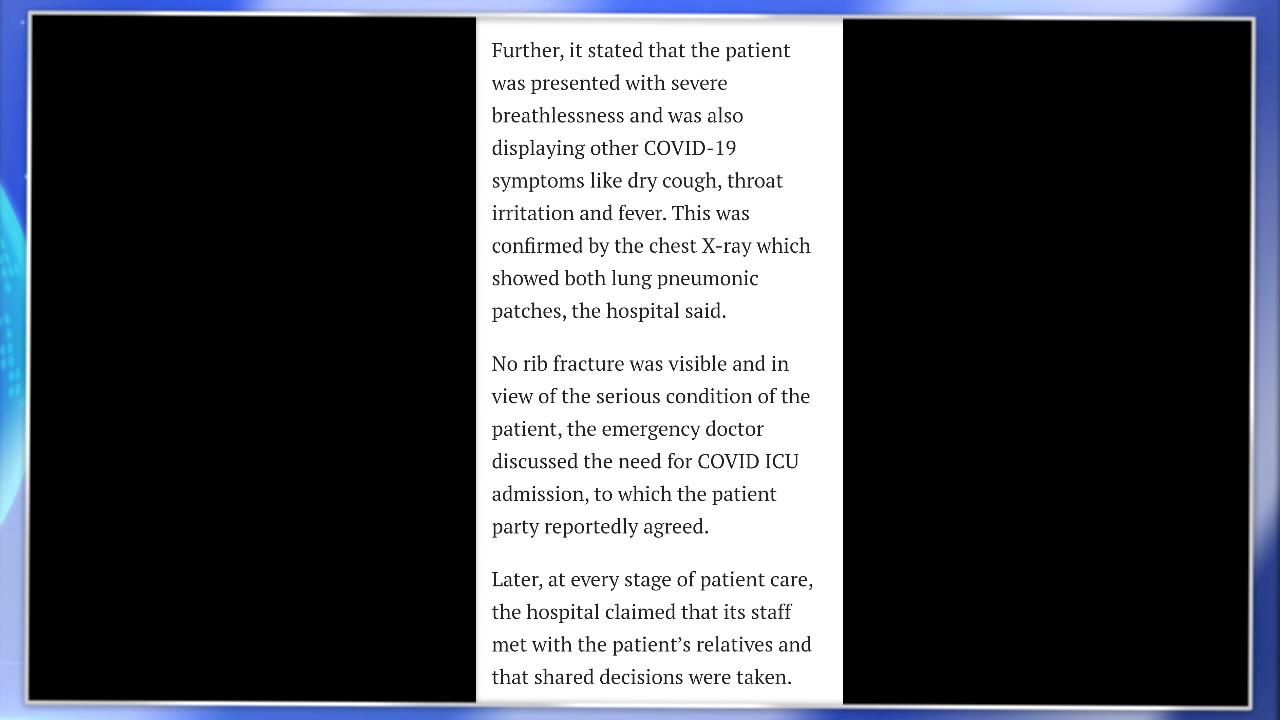 Further, it stated that the patient
was presented with severe
breathlessness and was also
displaying other COVID-19
symptoms like dry cough, throat
irritation and fever. This was
confirmed by the chest X-ray which
showed both lung pneumonic
patches, the hospital said.
No rib fracture was visible and in
view of the serious condition of the
patient, the emergency doctor
discussed the need for COVID ICU
admission, to which the patient
party reportedly agreed.
Later, at every stage of patient care,
the hospital claimed that its staff
met with the patient’s relatives and
that shared decisions were taken.